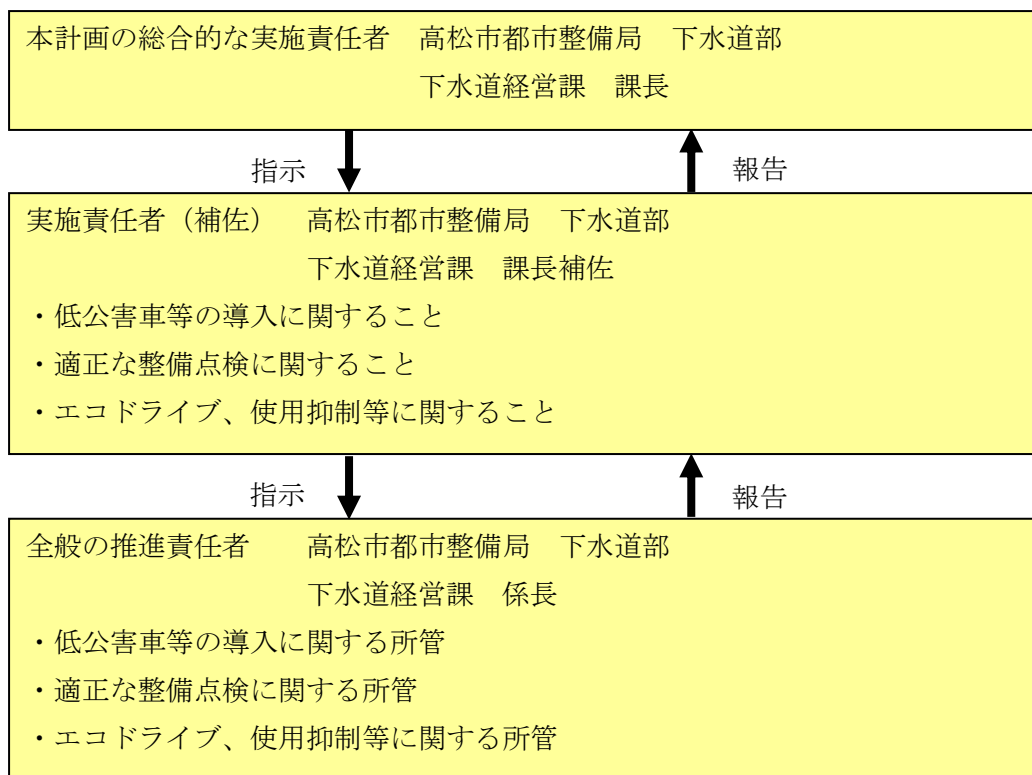 本計画の総合的な実施責任者　高松市都市整備局　下水道部
下水道経営課　課長
指示　報告
実施責任者（補佐）　高松市都市整備局　下水道部
下水道経営課　課長補佐
・低公害車等の導入に関すること
・適正な整備点検に関すること
・エコドライブ、使用抑制等に関すること
指示　報告
全般の推進責任者　　高松市都市整備局　下水道部
下水道経営課　係長
・低公害車等の導入に関する所管
・適正な整備点検に関する所管
・エコドライブ、使用抑制等に関する所管